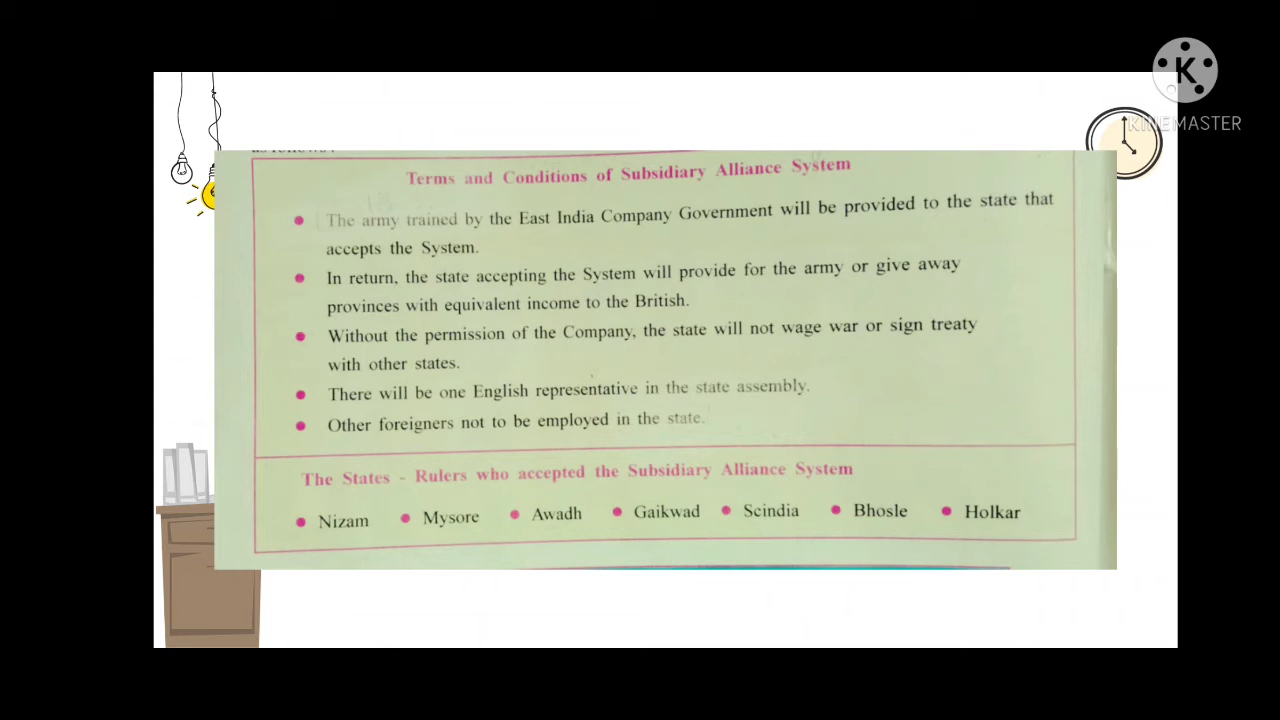 K
KINEMASTER
Terms and Conditions of Subsidiary Alliance System
• The army trained by the East India Company Government will be provided to the state that
accepts the System.
• In return, the state accepting the System will provide for the army or give away
provinces with equivalent income to the British.
• Without the permission of the Company, the state will not wage war or sign treaty
with other states.
• There will be one English representative in the state assembly.
• Other foreigners not to be employed in the state.
The States - Rulers who accepted the Subsidiary Alliance System
• Nizam • Mysore • Awadh • Gaikwad • Scindia • Bhosle • Holkar